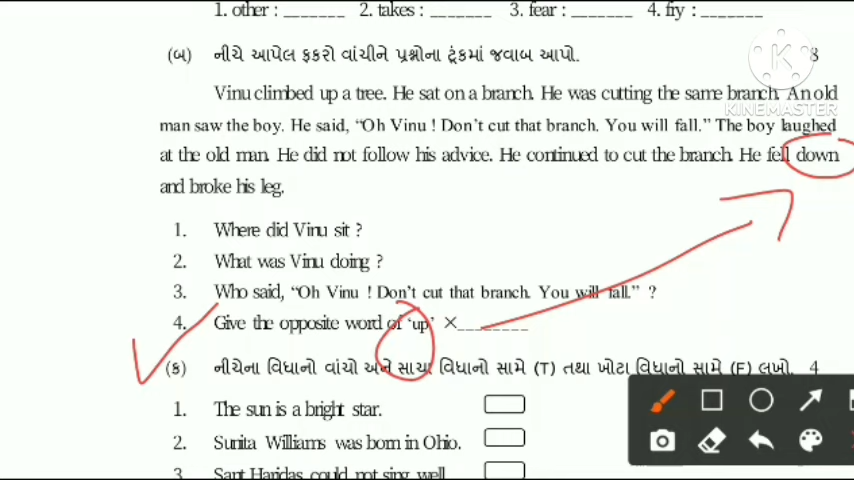 1. other : _______ 2. takes : _______ 3. fear : _______ 4. fry : _______
(બ) નીચે આપેલ ફકરો વાંચીને પ્રશ્નોના ટૂંકમાં જવાબ આપો. 8
KINEMASTER
Vinu climbed up a tree. He sat on a branch. He was cutting the same branch. An old
man saw the boy. He said, “Oh Vinu ! Don't cut that branch. You will fall.” The boy laughed
at the old man. He did not follow his advice. He continued to cut the branch. He fell down
and broke his leg.
1. Where did Vinu sit ?
2. What was Vinu doing ?
3. Who said, “Oh Vinu ! Don't cut that branch. You will fall.” ?
4. Give the opposite word of ‘up’ ×________
(ક) નીચેના વિધાનો વાંચો અને સાચા વિધાનો સામે (T) તથા ખોટા વિધાનો સામે (F) લખો. 4
1. The sun is a bright star.
2. Sunita Williams was born in Ohio.
3. Sant Haridas could not sing well